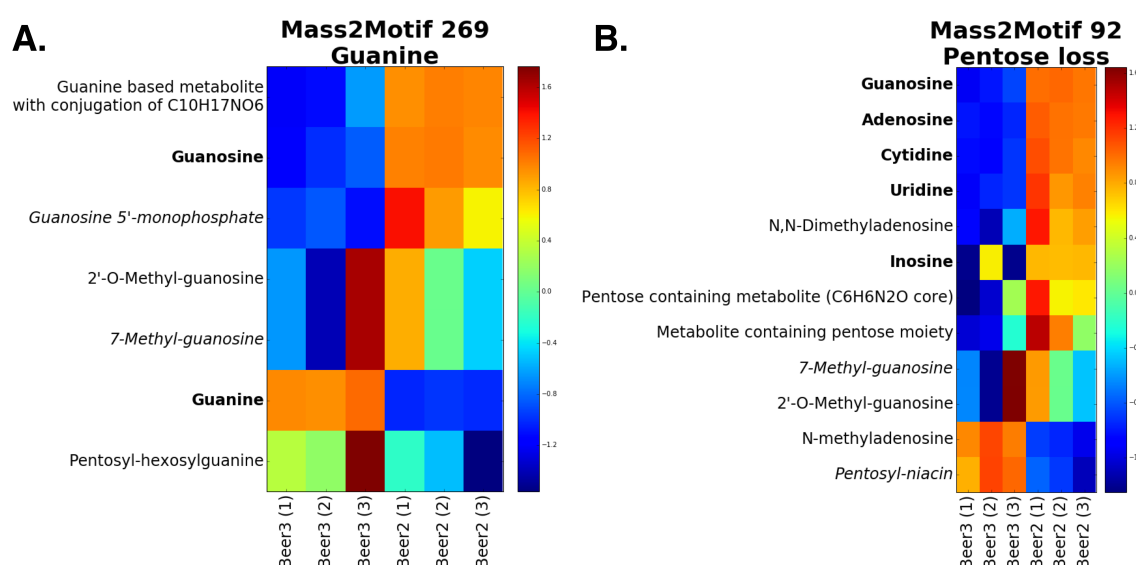 A.
Mass2Motif 269
Guanine
Guanine based metabolite
with conjugation of C10H17NO6
Guanosine
Guanosine 5'-monophosphate
2'-O-Methyl-guanosine
7-Methyl-guanosine
Guanine
Pentosyl-hexosylguanine
1.6
1.2
0.8
0.4
0.0
−0.4
−0.8
−1.2
Beer3 (1)
Beer3 (2)
Beer3 (3)
Beer2 (1)
Beer2 (2)
Beer2 (3)
B.
Mass2Motif 92
Pentose loss
Guanosine
Adenosine
Cytidine
Uridine
N,N-Dimethyladenosine
Inosine
Pentose containing metabolite (C6H6N2O core)
Metabolite containing pentose moiety
7-Methyl-guanosine
2'-O-Methyl-guanosine
N-methyladenosine
Pentosyl-niacin
Beer3 (1)
Beer3 (2)
Beer3 (3)
Beer2 (1)
Beer2 (2)
Beer2 (3)